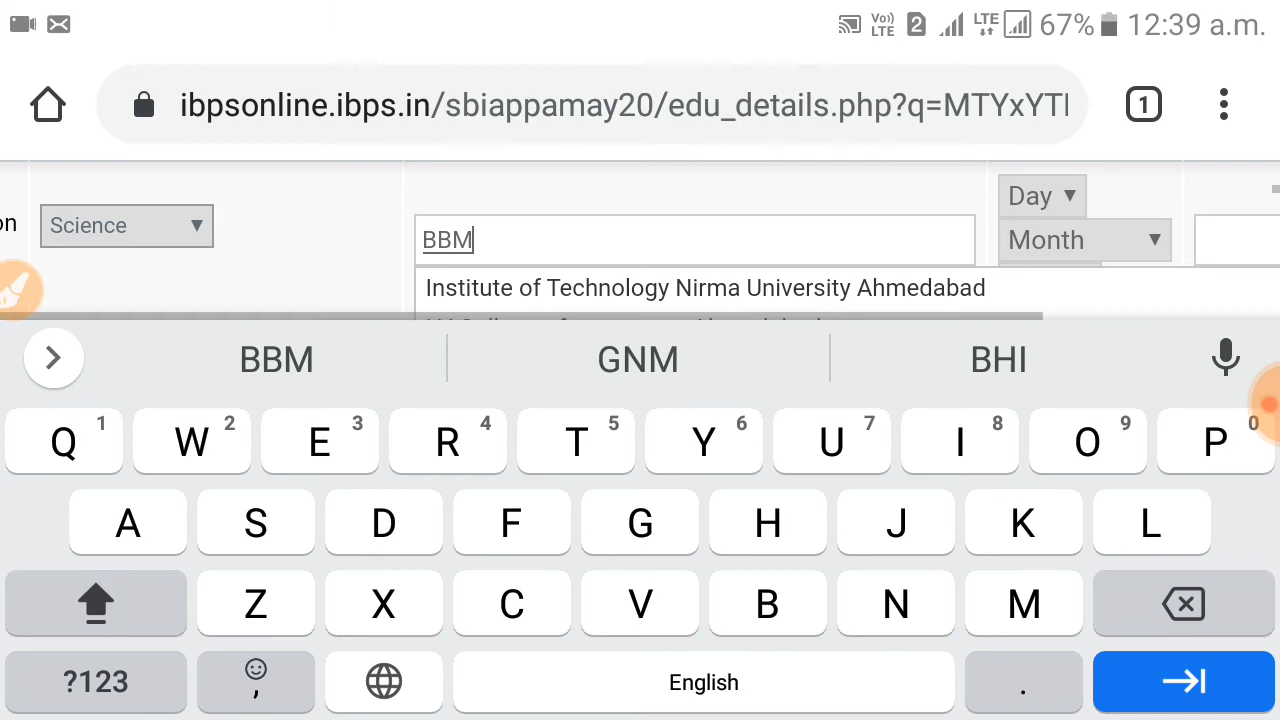 Vo)) LTE 2 LTE 67% 12:39 a.m.
ibpsonline.ibps.in/sbiappamay20/edu_details.php?q=MTYxYTI 1
on Science Day
BBM Month
Institute of Technology Nirma University Ahmedabad
BBM GNM BHI
Q 1 W 2 E 3 R 4 T 5 Y 6 U 7 I 8 O 9 P 0
A S D F G H J K L
Z X C V B N M
?123 , English .